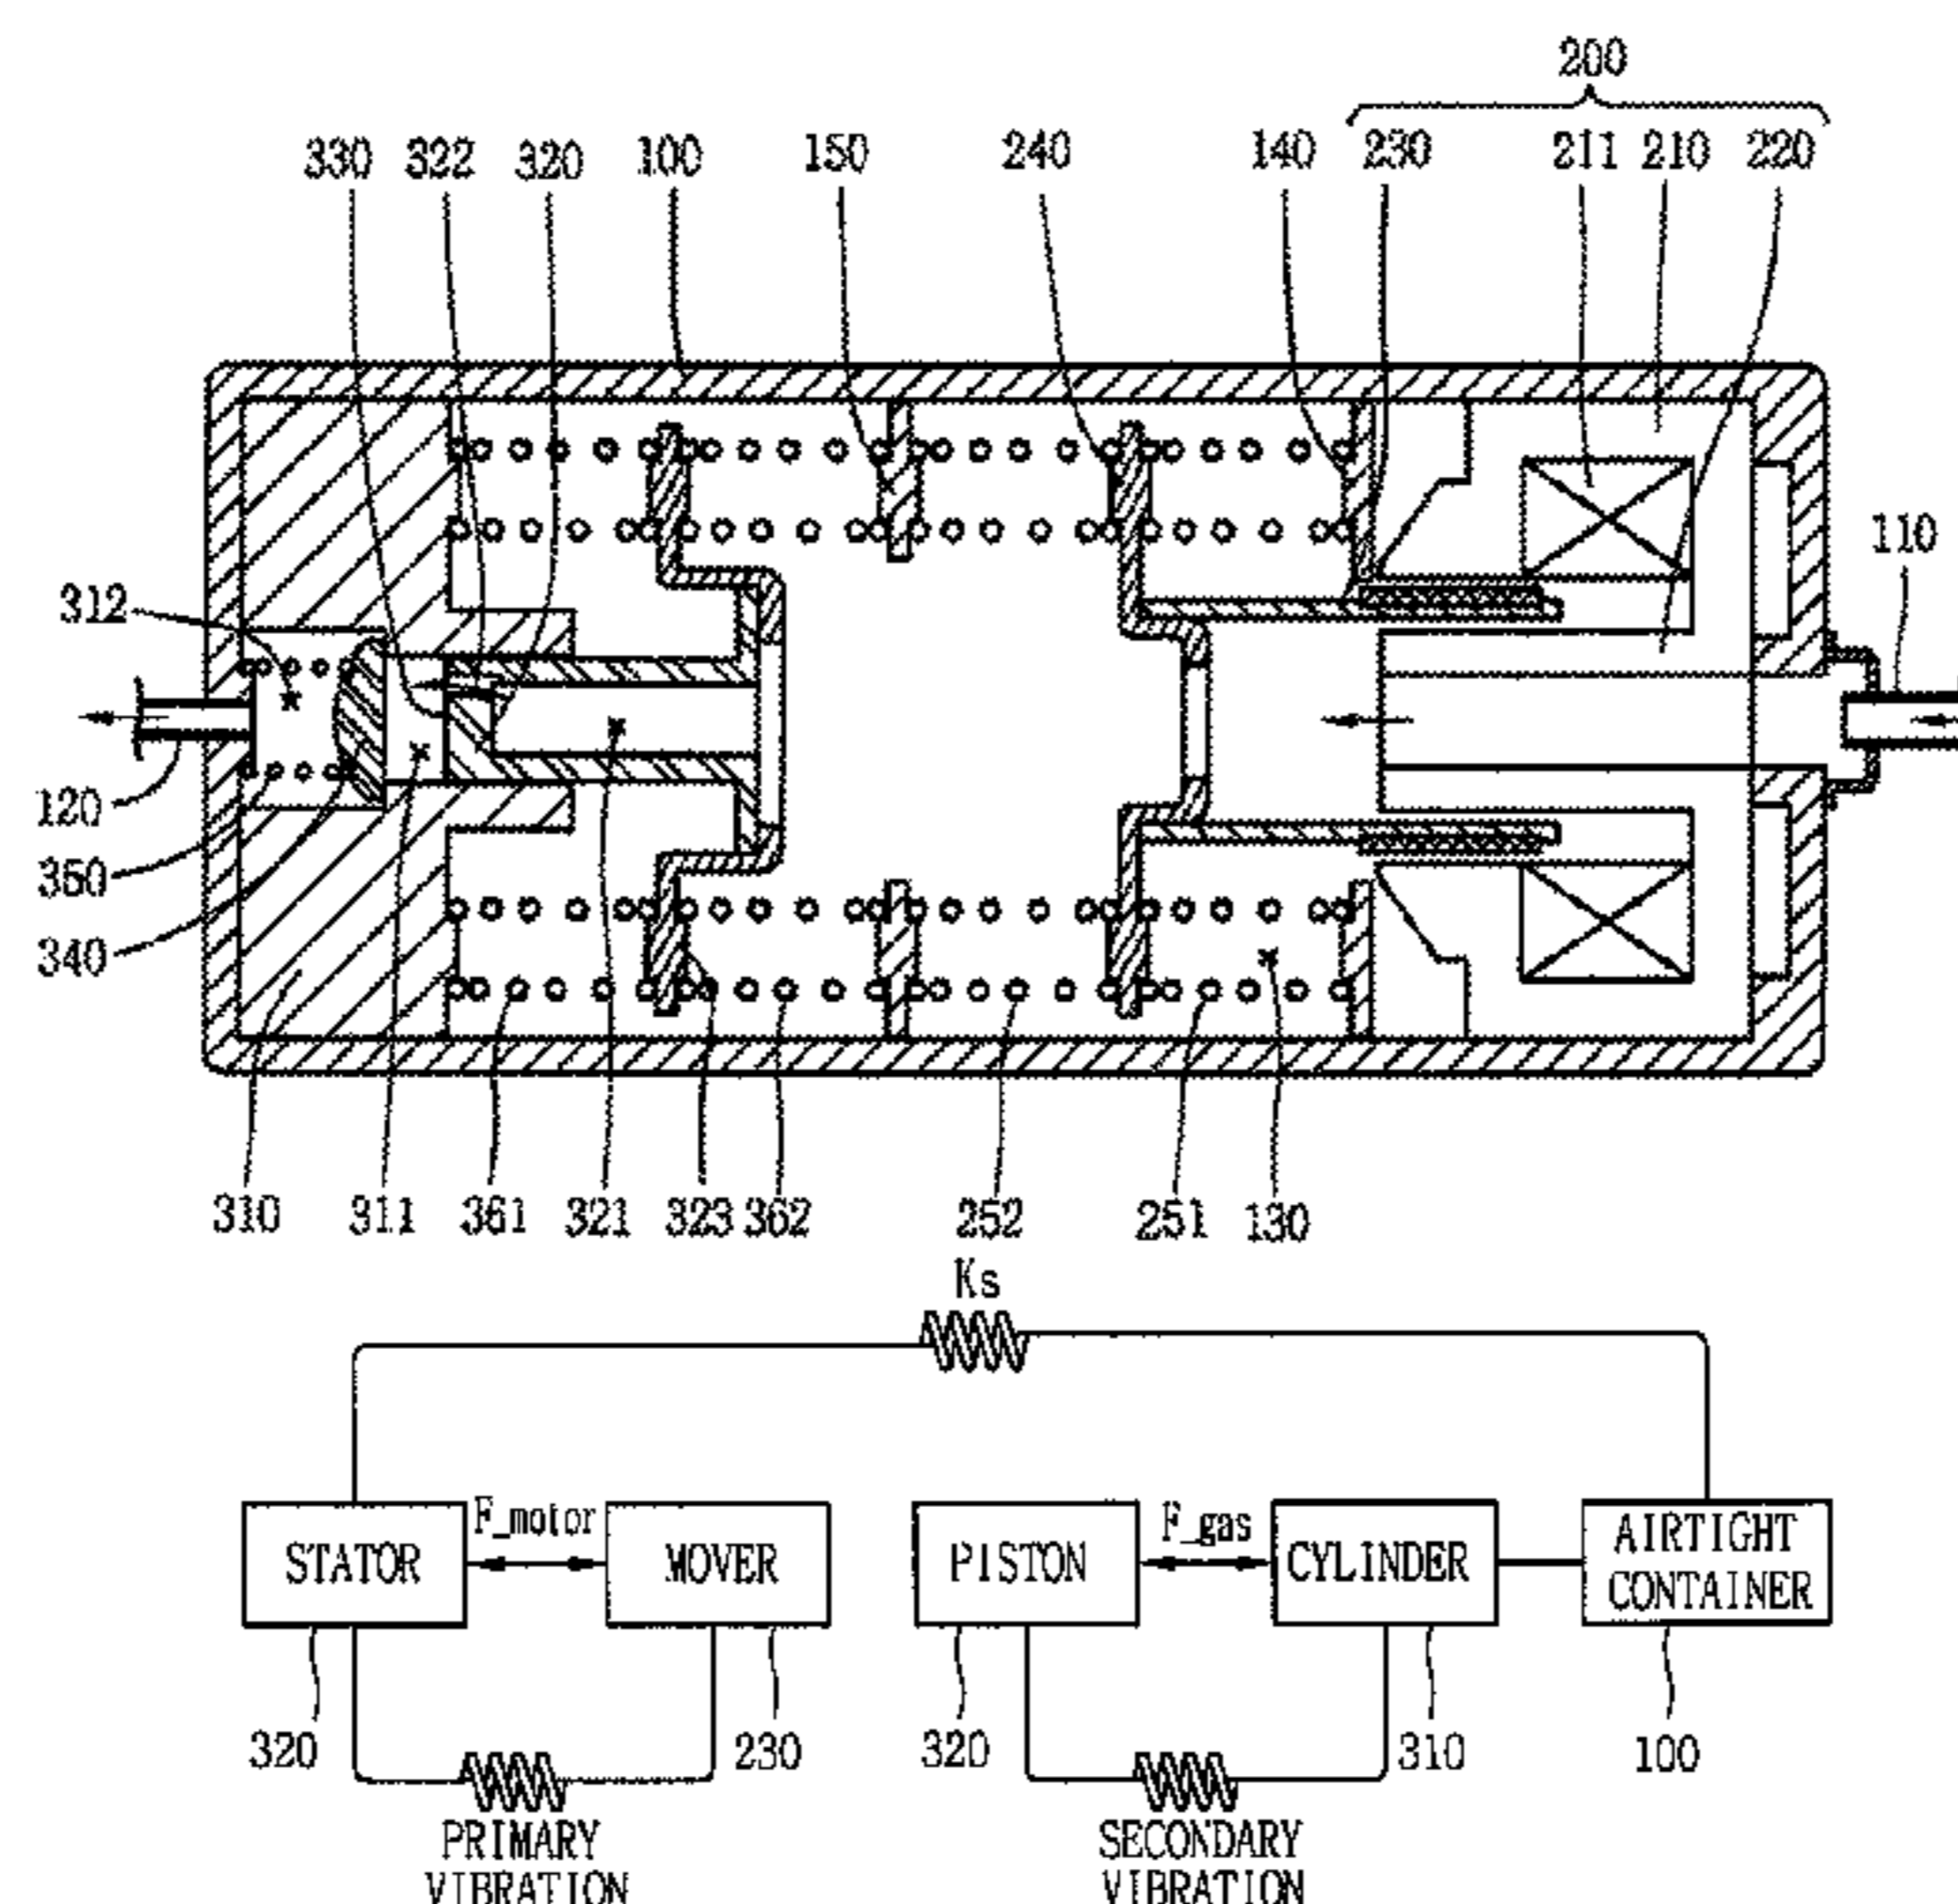 200
330 322 320 100 150 240 140 230 211 210 220
110
312
120
350
340
310 311 361 321 323 362 252 251 130
Ks
F_motor F_gas
STATOR MOVER PISTON CYLINDER AIRTIGHT
CONTAINER
320 230 320 310 100
PRIMARY
VIBRATION
SECONDARY
VIBRATION